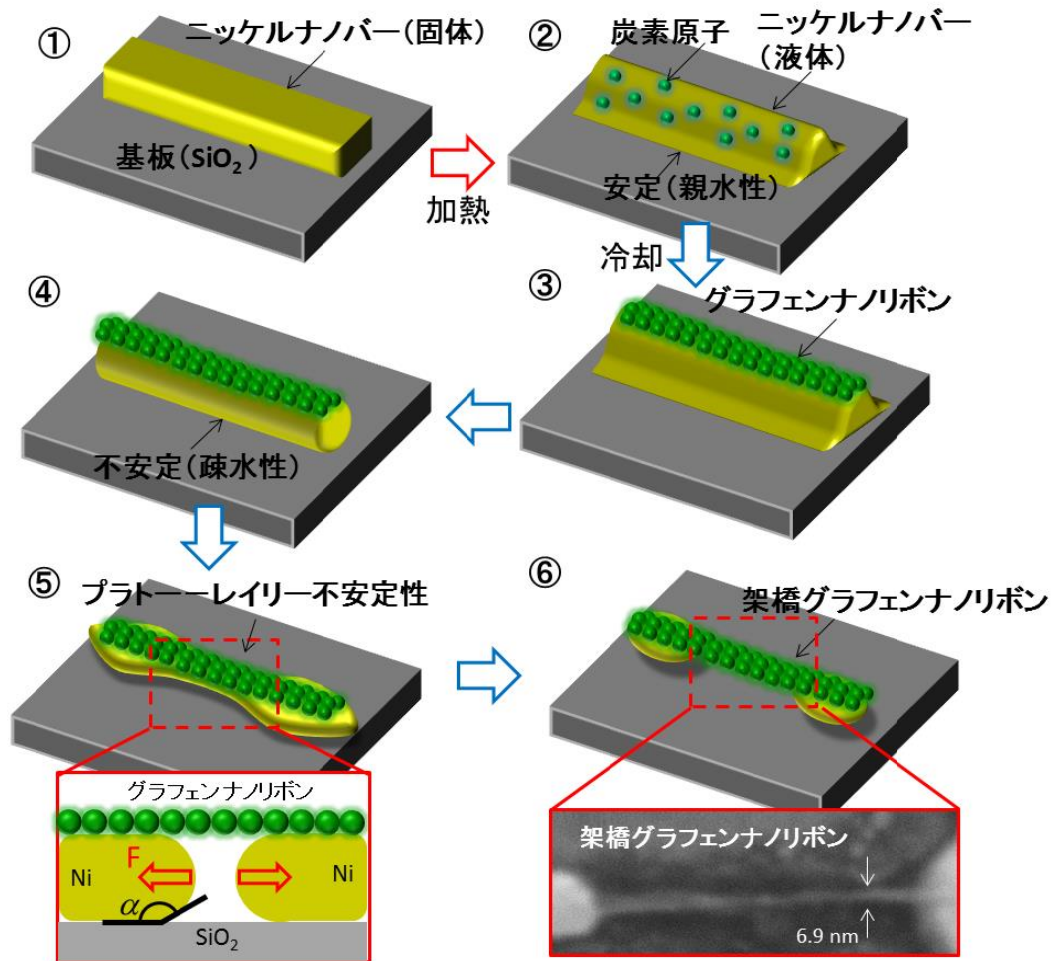 ①
ニッケルナノバー(固体)
基板(SiO₂)
加熱
②
炭素原子
ニッケルナノバー
(液体)
安定(親水性)
冷却
③
グラフェンナノリボン
④
不安定(疎水性)
⑤
プラトーーレイリー不安定性
グラフェンナノリボン
F
Ni
Ni
α
SiO₂
⑥
架橋グラフェンナノリボン
架橋グラフェンナノリボン
6.9 nm